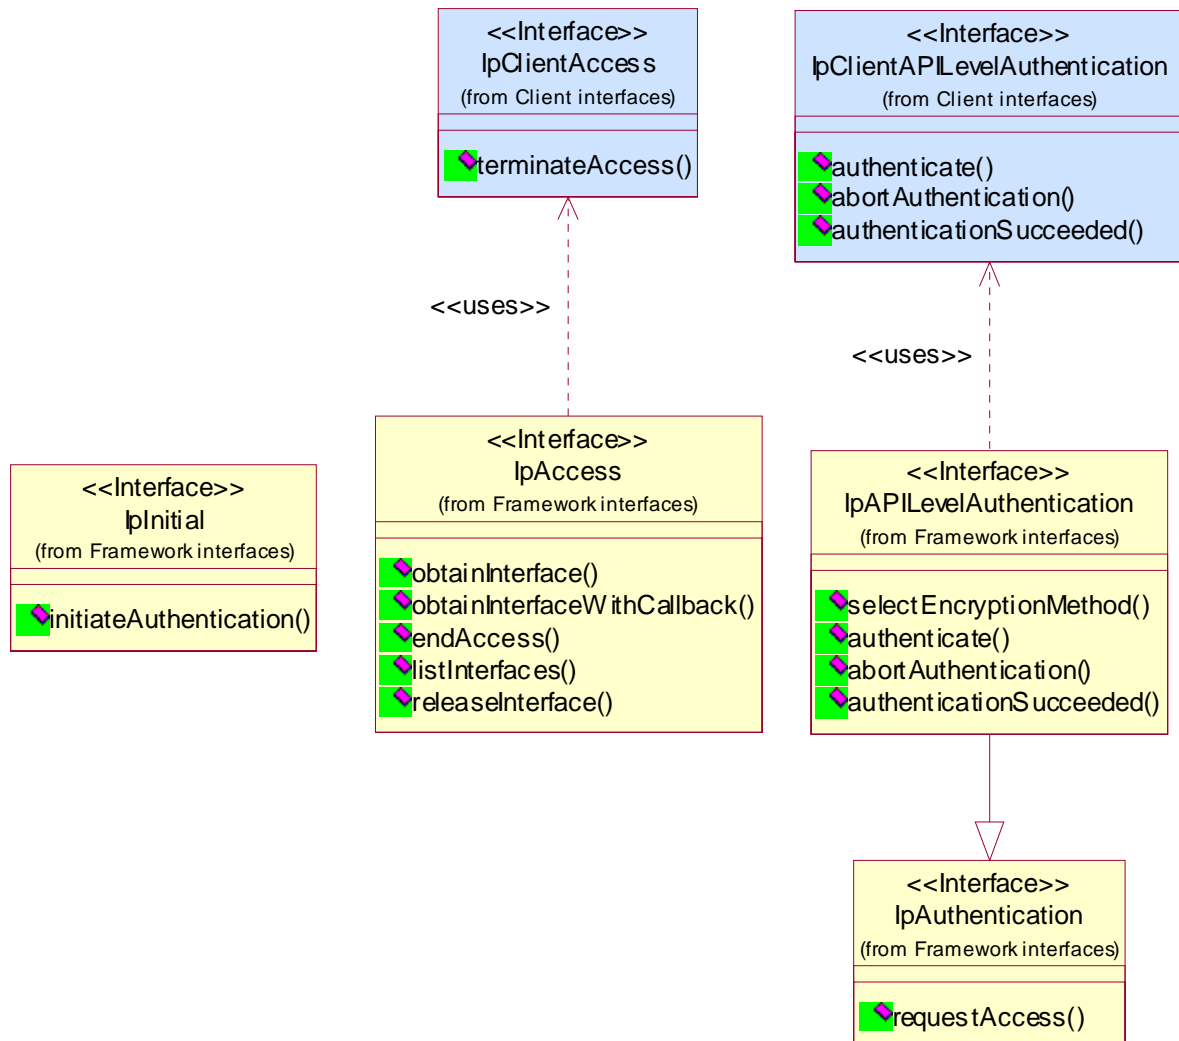 <<Interface>>
IpClientAccess
(from Client interfaces)
terminateAccess()
<<Interface>>
IpClientAPILevelAuthentication
(from Client interfaces)
authenticate()
abortAuthentication()
authenticationSucceeded()
<<uses>>
<<uses>>
<<Interface>>
IpInitial
(from Framework interfaces)
initiateAuthentication()
<<Interface>>
IpAccess
(from Framework interfaces)
obtainInterface()
obtainInterfaceWithCallback()
endAccess()
listInterfaces()
releaseInterface()
<<Interface>>
IpAPILevelAuthentication
(from Framework interfaces)
selectEncryptionMethod()
authenticate()
abortAuthentication()
authenticationSucceeded()
<<Interface>>
IpAuthentication
(from Framework interfaces)
requestAccess()